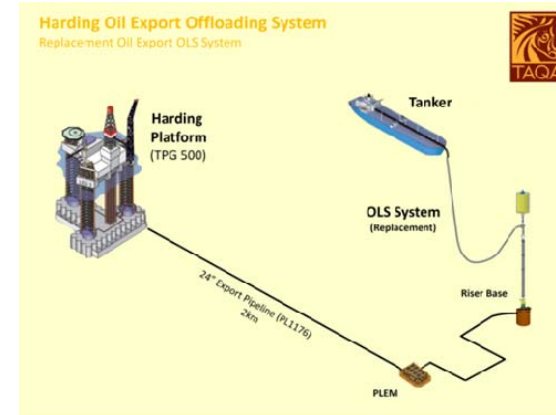 Harding Oil Export Offloading System
Replacement Oil Export OLS System
TAQA
Harding
Platform
(TPG 500)
Tanker
OLS System
(Replacement)
Riser Base
24" Export Pipeline (PL1176)
2km
PLEM